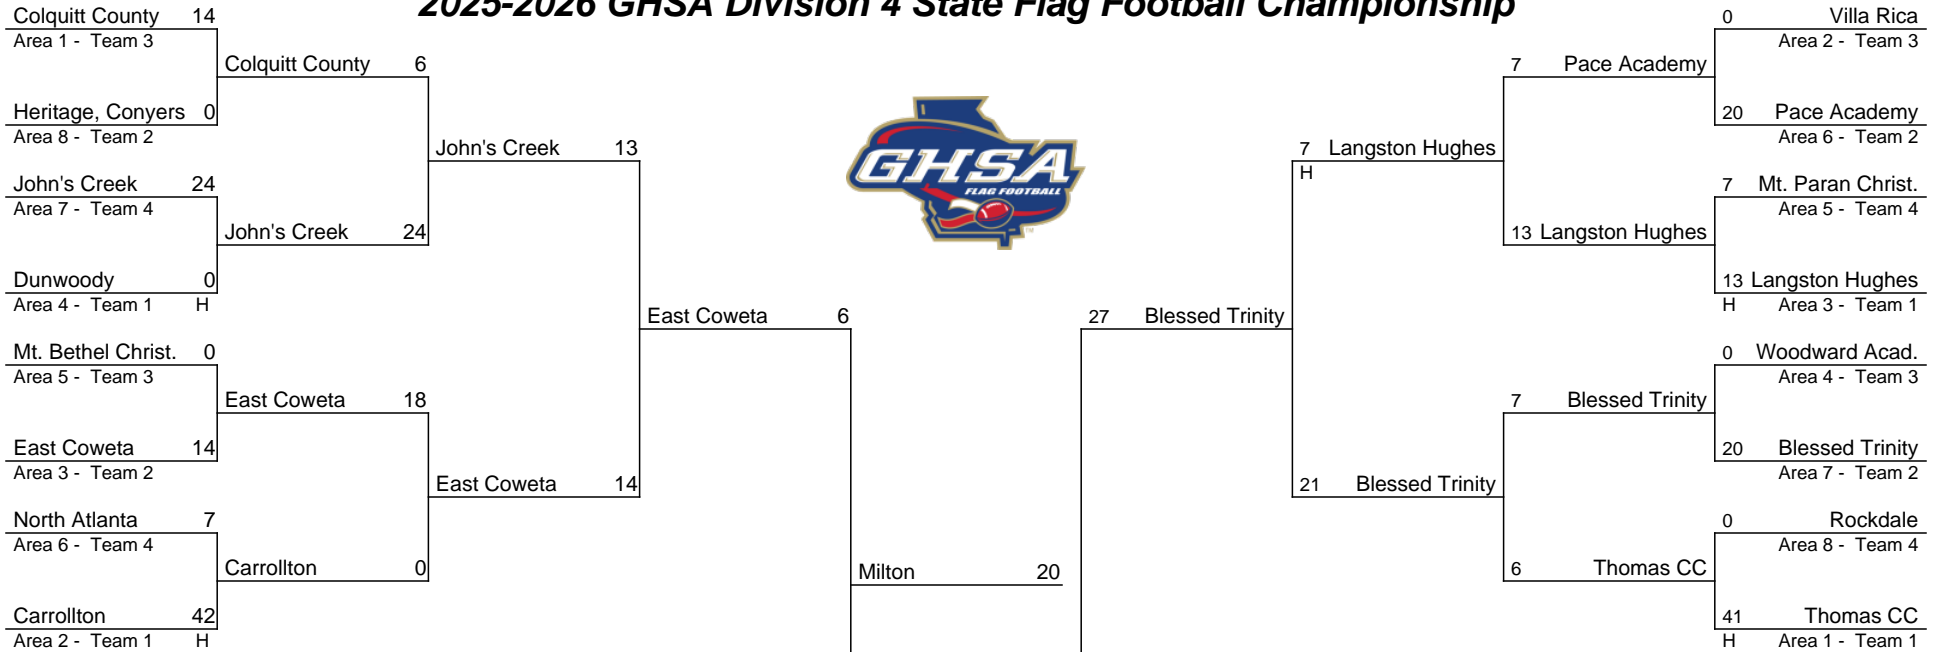 2025-2026 GHSA Division 4 State Flag Football Championship
Colquitt County 14
Area 1 - Team 3
Colquitt County 6
Heritage, Conyers 0
Area 8 - Team 2
John's Creek 13
John's Creek 24
Area 7 - Team 4
John's Creek 24
Dunwoody 0
Area 4 - Team 1 H
East Coweta 6
Mt. Bethel Christ. 0
Area 5 - Team 3
East Coweta 18
East Coweta 14
Area 3 - Team 2
East Coweta 14
North Atlanta 7
Area 6 - Team 4
Carrollton 0
Carrollton 42
Area 2 - Team 1 H
Milton 20
GHSA
FLAG FOOTBALL
TM
0 Villa Rica
Area 2 - Team 3
7 Pace Academy
20 Pace Academy
Area 6 - Team 2
7 Langston Hughes
H
7 Mt. Paran Christ.
Area 5 - Team 4
13 Langston Hughes
13 Langston Hughes
H Area 3 - Team 1
27 Blessed Trinity
0 Woodward Acad.
Area 4 - Team 3
7 Blessed Trinity
20 Blessed Trinity
Area 7 - Team 2
21 Blessed Trinity
0 Rockdale
Area 8 - Team 4
6 Thomas CC
41 Thomas CC
H Area 1 - Team 1